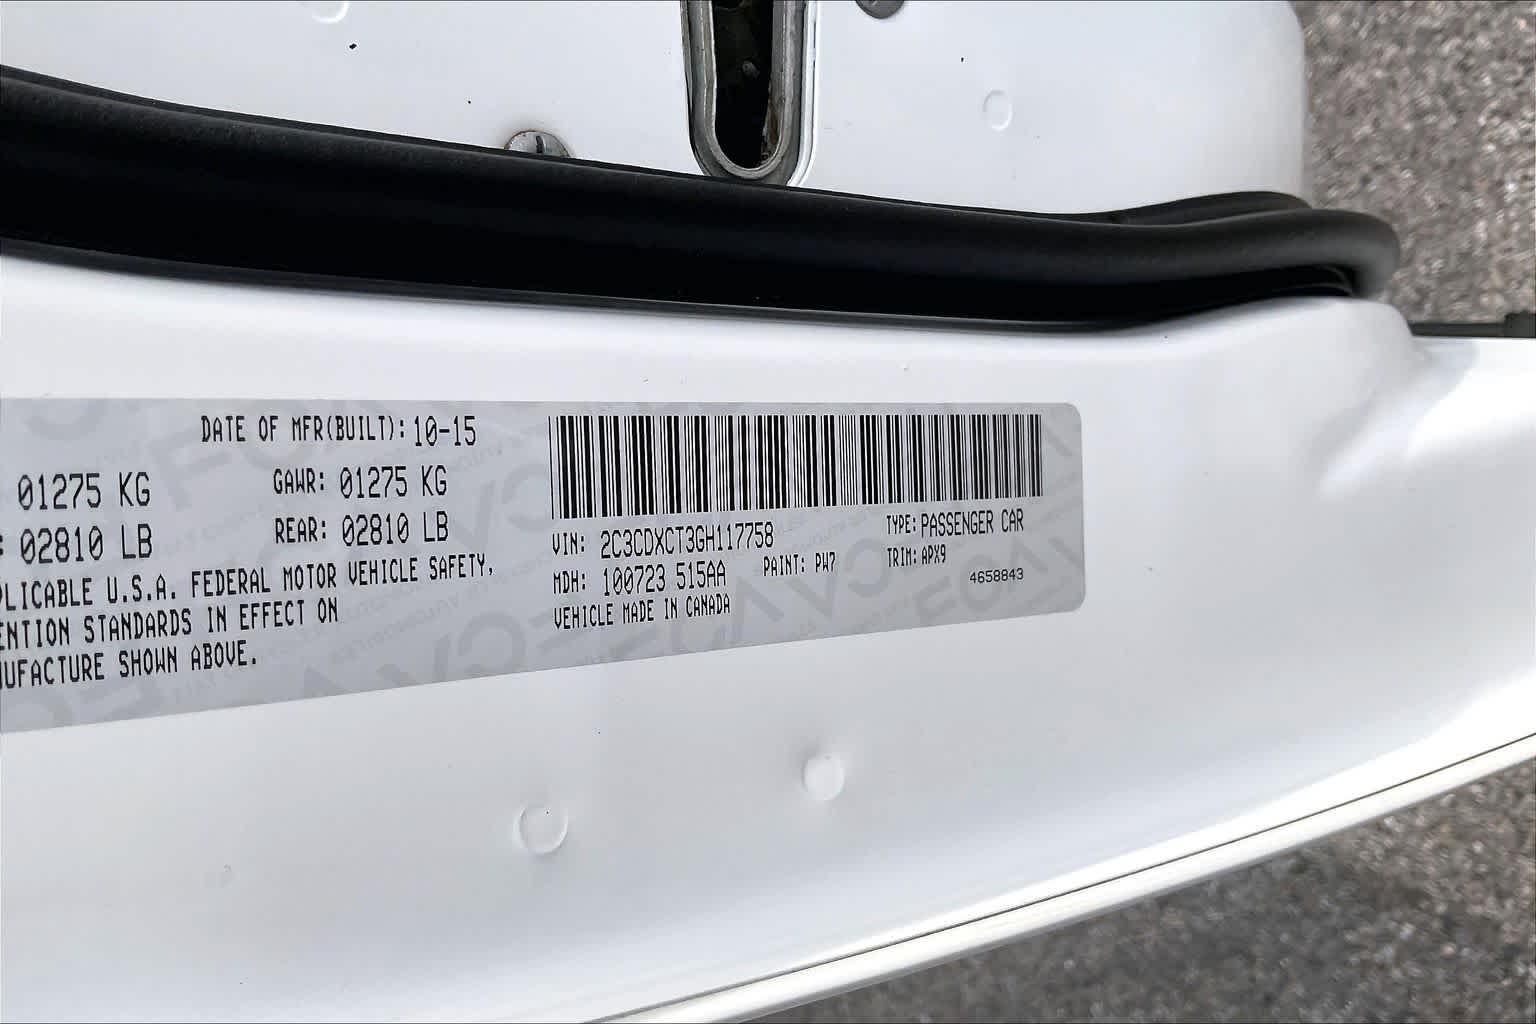 DATE OF MFR(BUILT): 10-15
01275 KG GAWR: 01275 KG
: 02810 LB REAR: 02810 LB
PLICABLE U.S.A. FEDERAL MOTOR VEHICLE SAFETY,
ENTION STANDARDS IN EFFECT ON
NUFACTURE SHOWN ABOVE.
VIN: 2C3CDXCT3GH117758 TYPE: PASSENGER CAR
MDH: 100723 515AA PAINT: PW7 TRIM: APX9
VEHICLE MADE IN CANADA 4658843